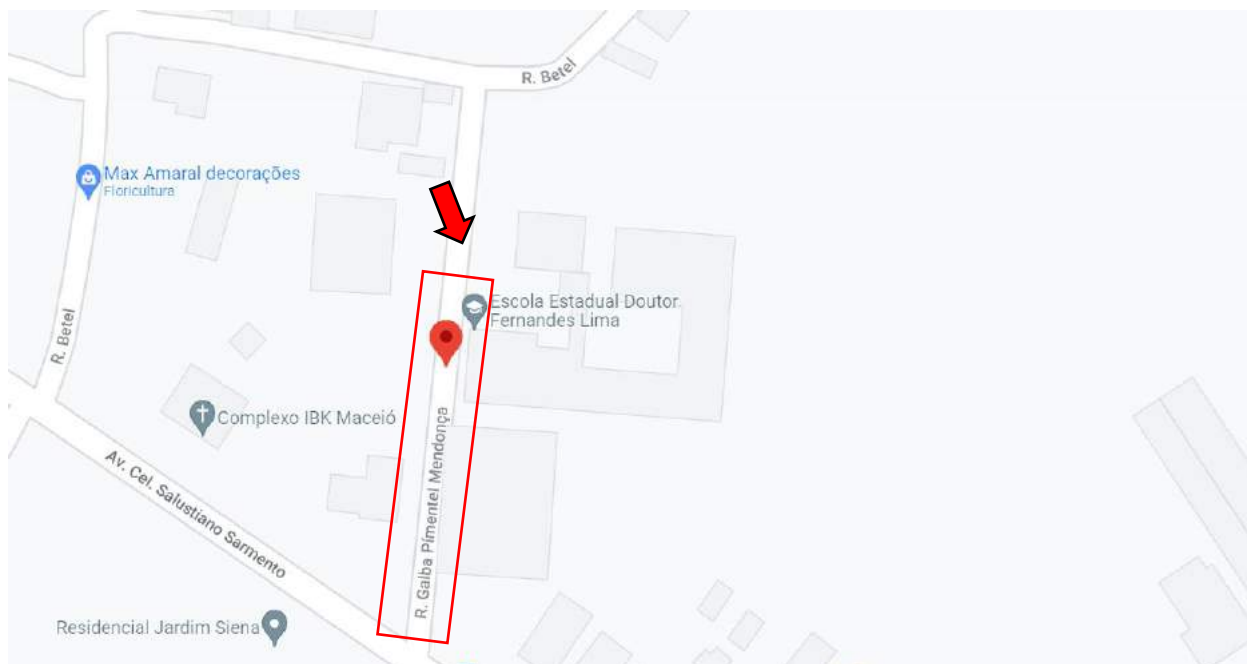 R. Betel
Max Amaral decorações
Floricultura
Escola Estadual Doutor
Fernandes Lima
R. Betel
Complexo IBK Maceió
R. Galba Pimentel Mendonça
Av. Cel. Salustiano Sarmento
Residencial Jardim Siena